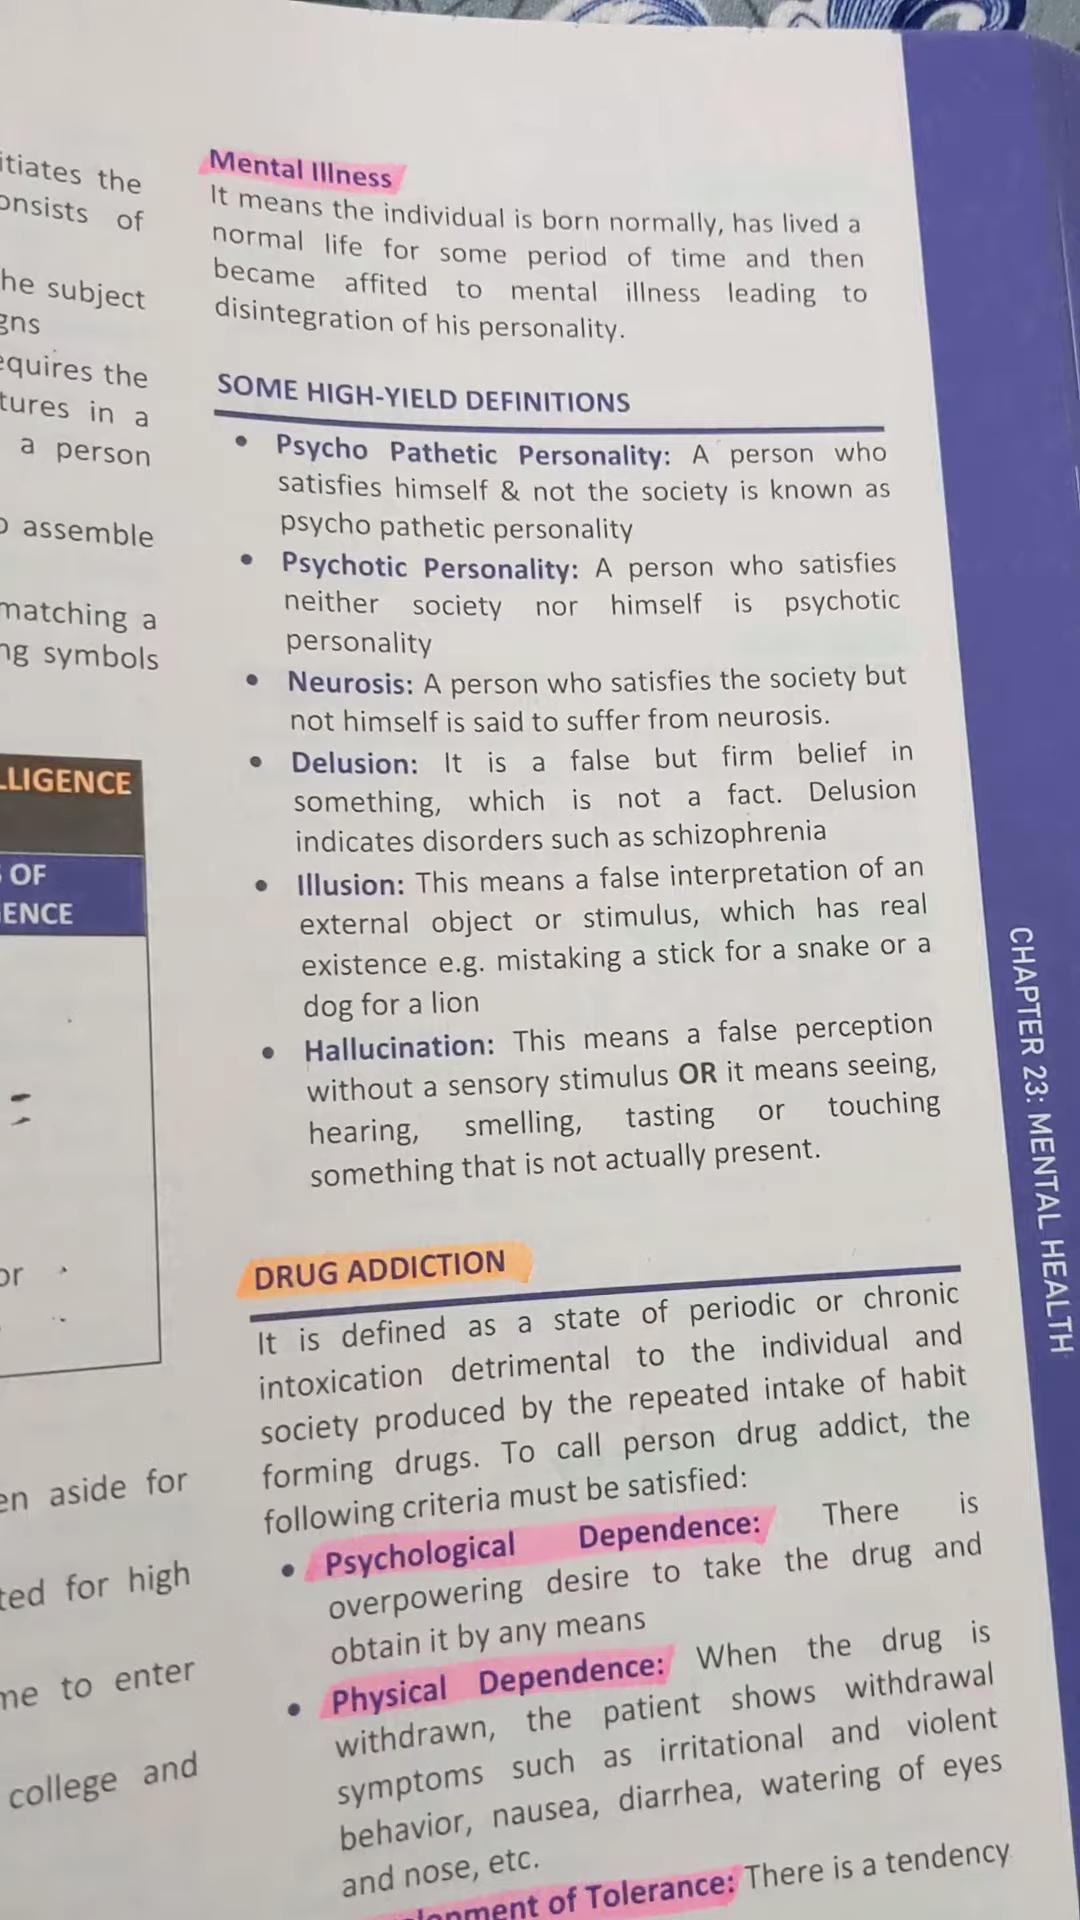 itiates the
onsists of
he subject
gns
equires the
tures in a
a person
o assemble
matching a
ng symbols
LLIGENCE
OF
ENCE
or
en aside for
ted for high
me to enter
college and
Mental Illness
It means the individual is born normally, has lived a
normal life for some period of time and then
became affited to mental illness leading to
disintegration of his personality.
SOME HIGH-YIELD DEFINITIONS
• Psycho Pathetic Personality: A person who
satisfies himself & not the society is known as
psycho pathetic personality
• Psychotic Personality: A person who satisfies
neither society nor himself is psychotic
personality
• Neurosis: A person who satisfies the society but
not himself is said to suffer from neurosis.
• Delusion: It is a false but firm belief in
something, which is not a fact. Delusion
indicates disorders such as schizophrenia
• Illusion: This means a false interpretation of an
external object or stimulus, which has real
existence e.g. mistaking a stick for a snake or a
dog for a lion
• Hallucination: This means a false perception
without a sensory stimulus OR it means seeing,
hearing, smelling, tasting or touching
something that is not actually present.
DRUG ADDICTION
It is defined as a state of periodic or chronic
intoxication detrimental to the individual and
society produced by the repeated intake of habit
forming drugs. To call person drug addict, the
following criteria must be satisfied:
• Psychological Dependence: There is
overpowering desire to take the drug and
obtain it by any means
• Physical Dependence: When the drug is
withdrawn, the patient shows withdrawal
symptoms such as irritational and violent
behavior, nausea, diarrhea, watering of eyes
and nose, etc.
lopment of Tolerance: There is a tendency
CHAPTER 23: MENTAL HEALTH